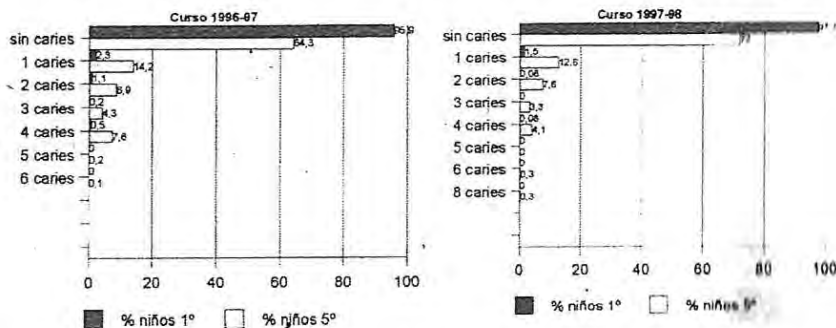 Curso 1996-97
sin caries
64,3
2,3
1 caries
14,2
1,1
2 caries
8,9
0,2
3 caries
4,3
0,5
4 caries
7,6
0
5 caries
0,2
0
6 caries
0,1
0 20 40 60 80 100
% niños 1º % niños 5º
Curso 1997-98
sin caries
1,5
1 caries
12,6
0,08
2 caries
7,6
0
3 caries
3,3
0,08
4 caries
4,1
0
5 caries
0
0
6 caries
0,3
0
8 caries
0,3
0 20 40 60 80 100
% niños 1º % niños 5º